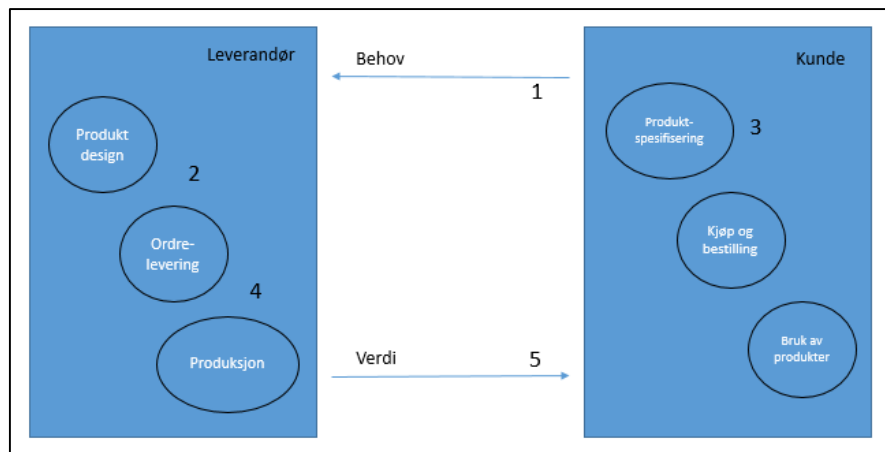 Leverandør
Produkt
design
2
Ordre-
levering
4
Produksjon
Behov
1
Verdi
5
Kunde
Produkt-
spesifisering
3
Kjøp og
bestilling
Bruk av
produkter